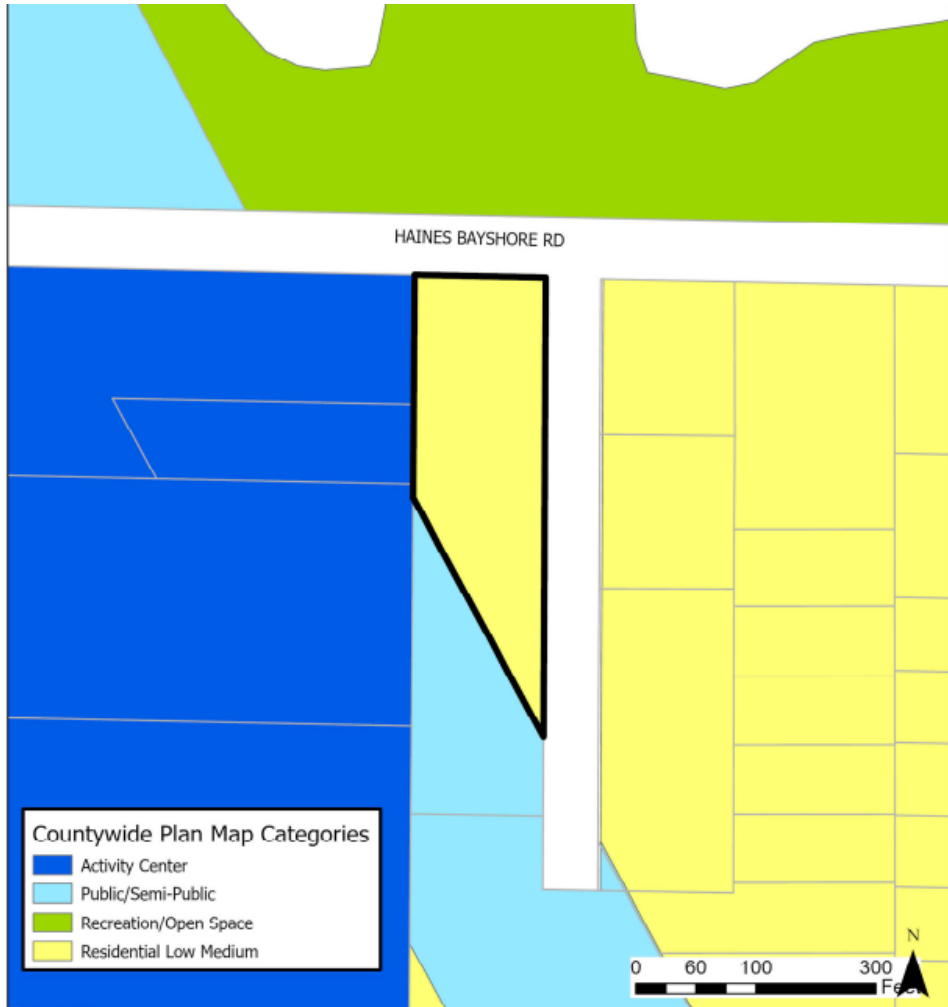 HAINES BAYSHORE RD
Countywide Plan Map Categories
Activity Center
Public/Semi-Public
Recreation/Open Space
Residential Low Medium
N
0 60 100 300
Feet